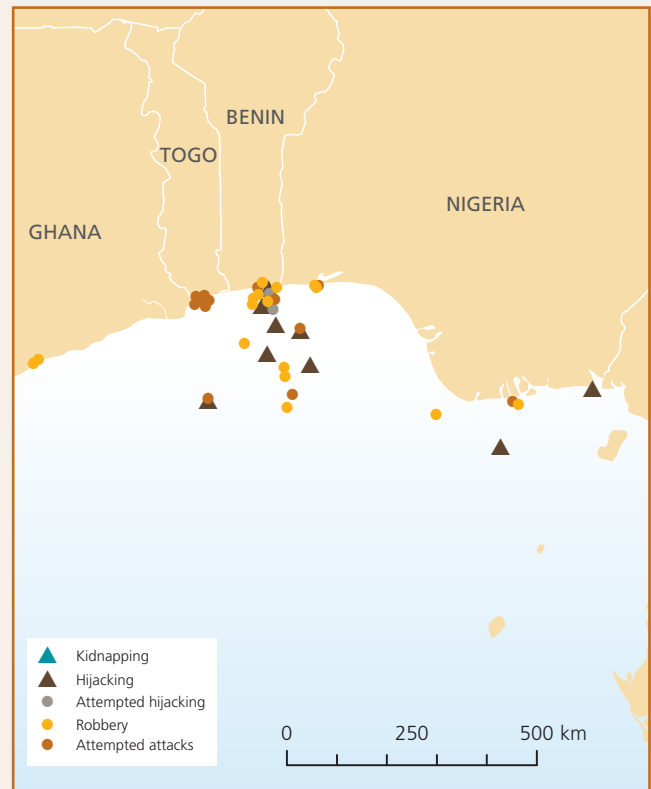 BENIN
TOGO
NIGERIA
GHANA
Kidnapping
Hijacking
Attempted hijacking
Robbery
Attempted attacks
0 250 500 km